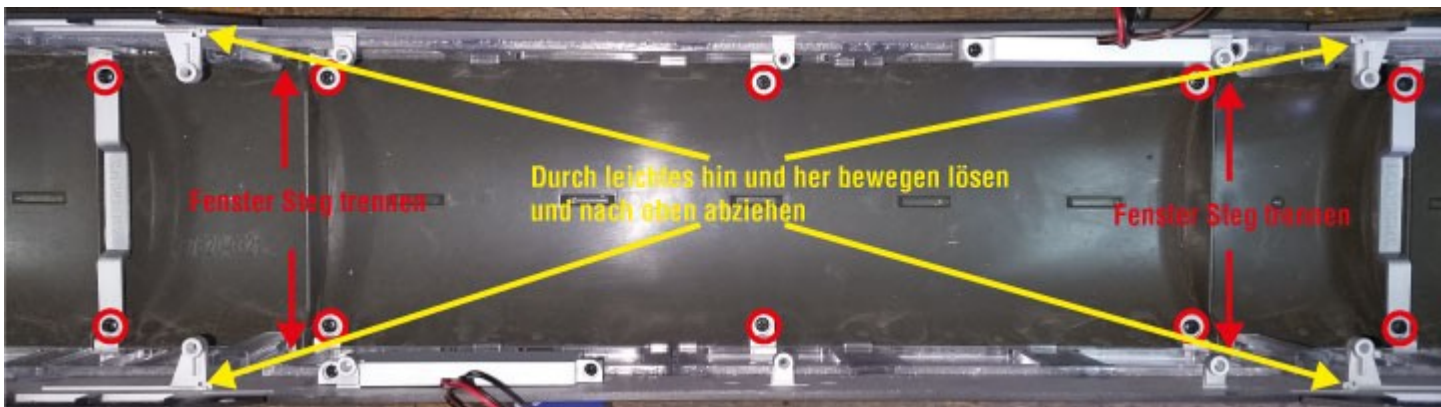 Durch leichtes hin und her bewegen lösen
und nach oben abziehen
Fenster Steg trennen
Fenster Steg trennen